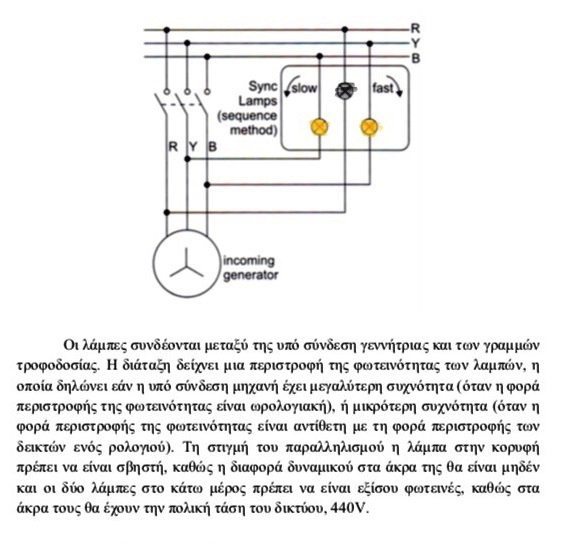 R
Y
B
Sync
Lamps
(sequence
method)
slow
fast
R Y B
incoming
generator
Οι λάμπες συνδέονται μεταξύ της υπό σύνδεση γεννήτριας και των γραμμών
τροφοδοσίας. Η διάταξη δείχνει μια περιστροφή της φωτεινότητας των λαμπών, η
οποία δηλώνει εάν η υπό σύνδεση μηχανή έχει μεγαλύτερη συχνότητα (όταν η φορά
περιστροφής της φωτεινότητας είναι ωρολογιακή), ή μικρότερη συχνότητα (όταν η
φορά περιστροφής της φωτεινότητας είναι αντίθετη με τη φορά περιστροφής των
δεικτών ενός ρολογιού). Τη στιγμή του παραλληλισμού η λάμπα στην κορυφή
πρέπει να είναι σβηστή, καθώς η διαφορά δυναμικού στα άκρα της θα είναι μηδέν
και οι δύο λάμπες στο κάτω μέρος πρέπει να είναι εξίσου φωτεινές, καθώς στα
άκρα τους θα έχουν την πολική τάση του δικτύου, 440V.